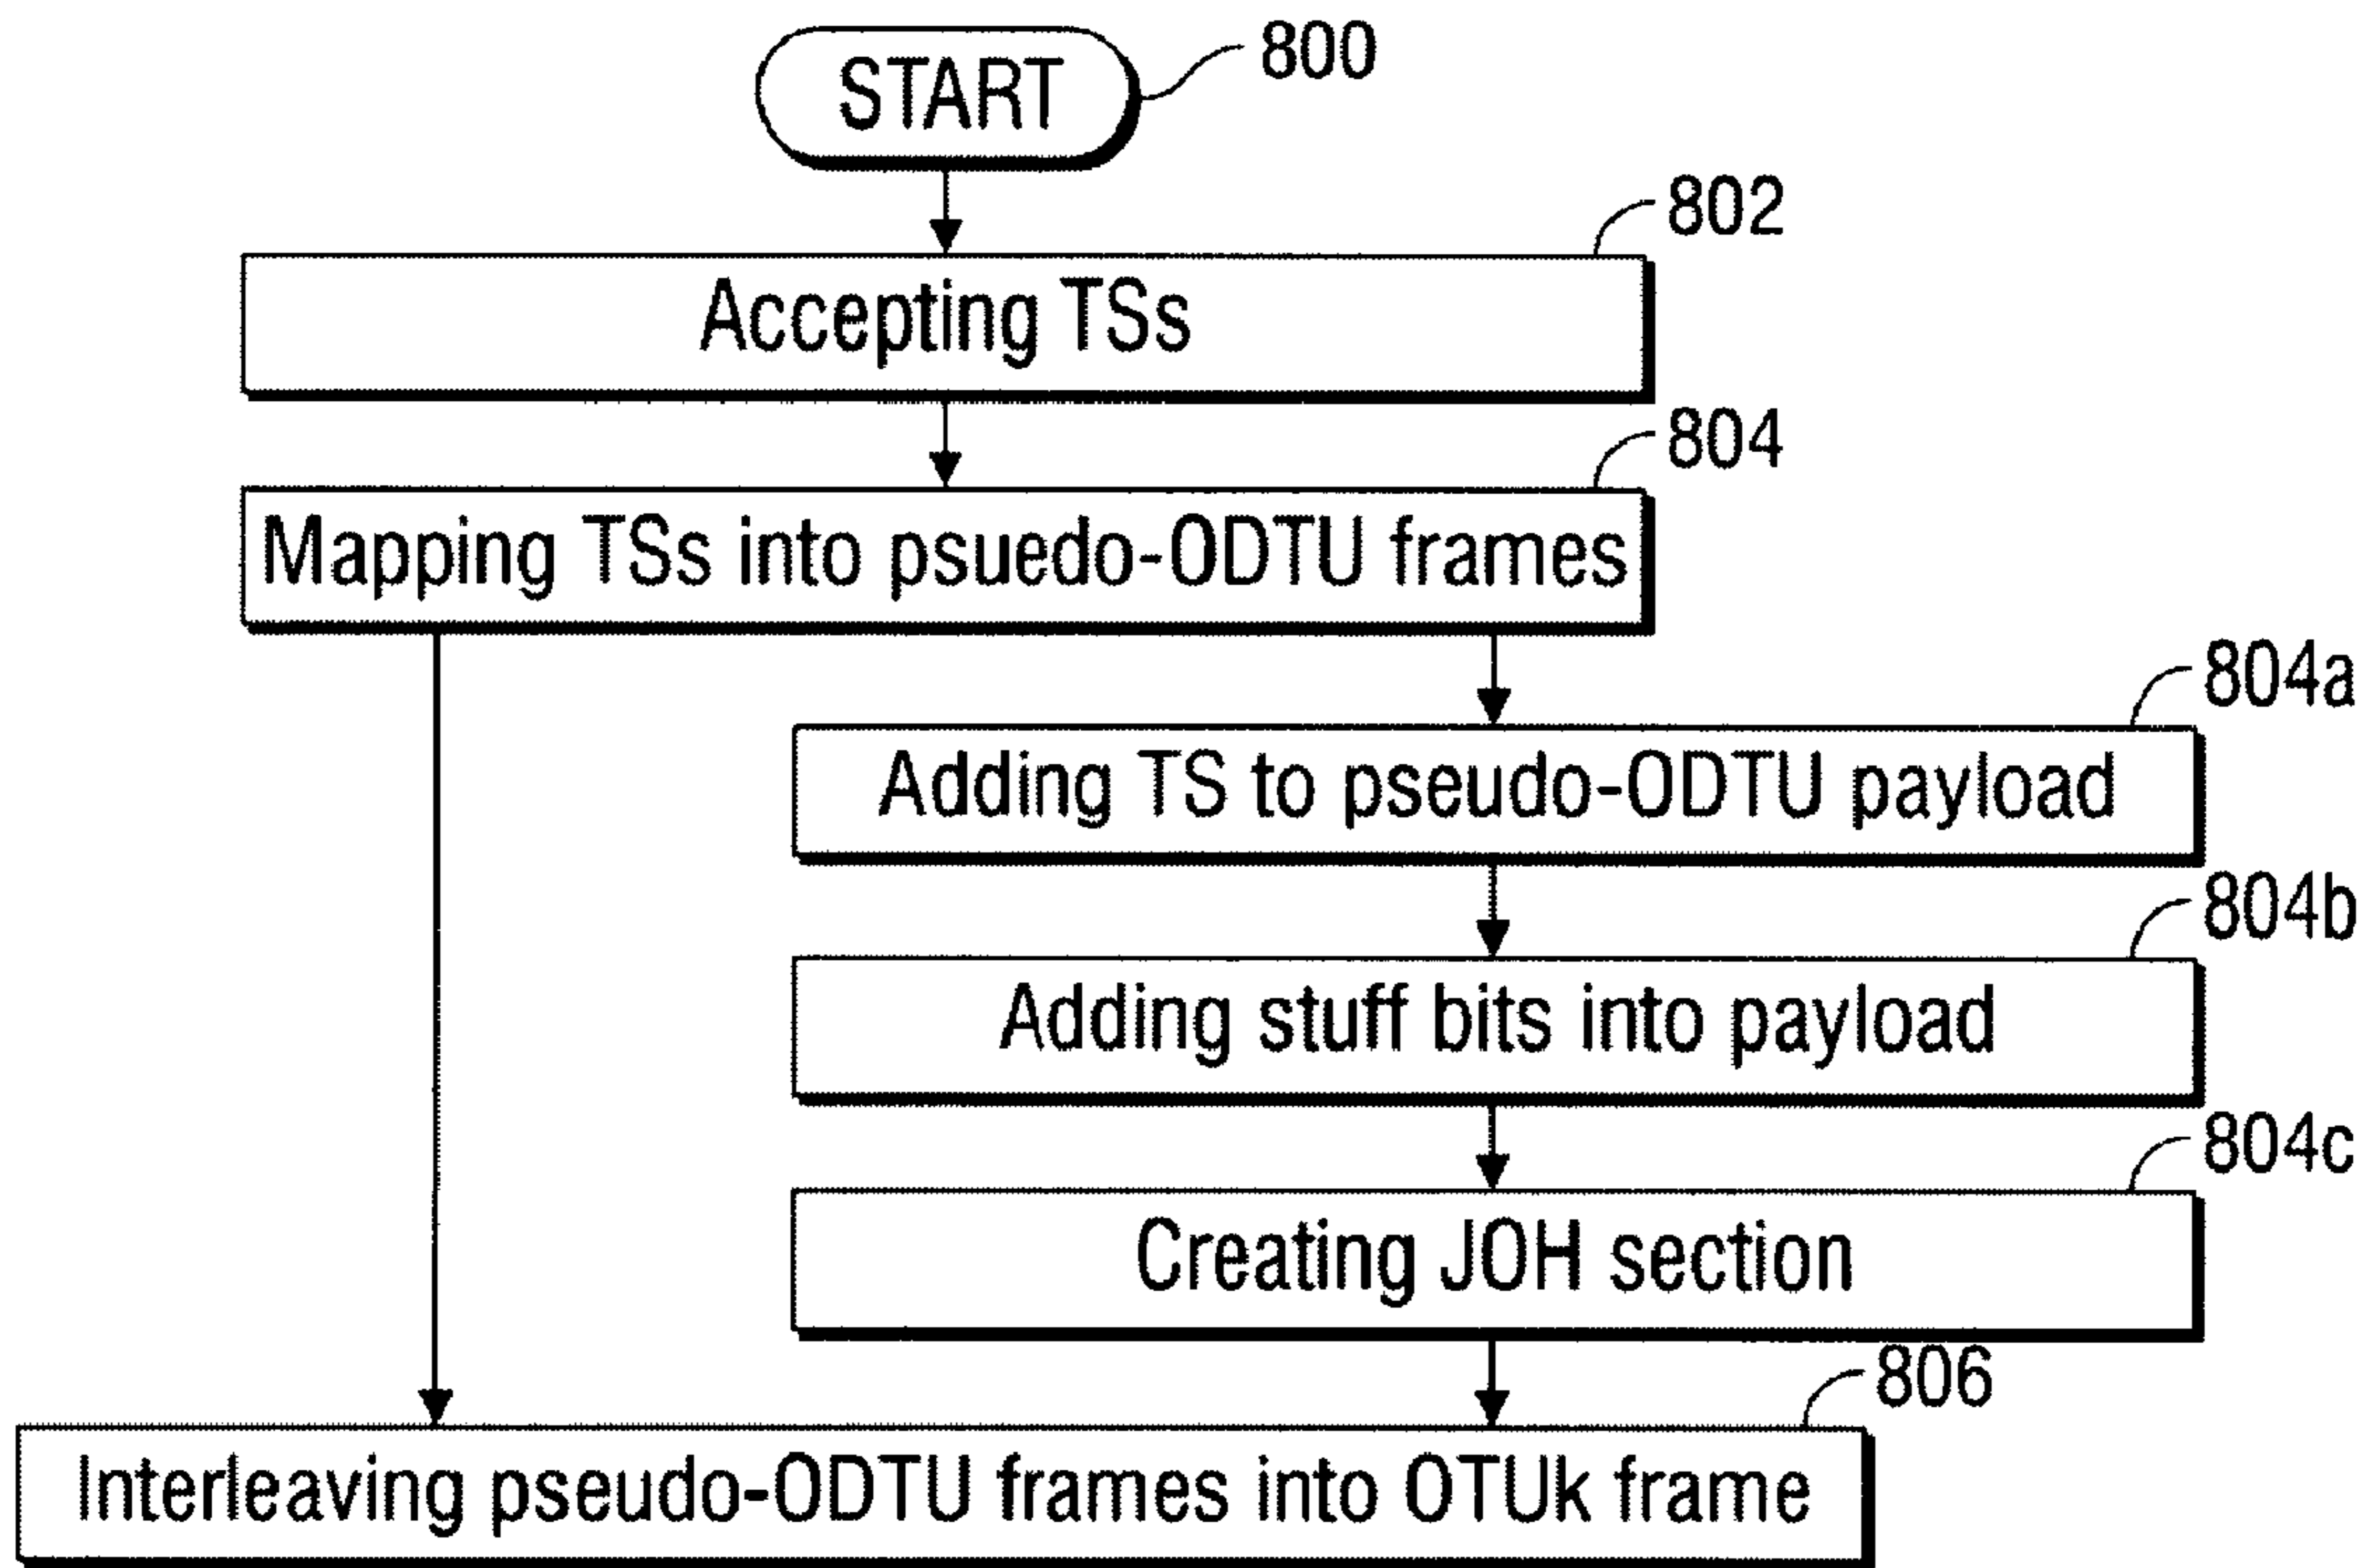 START
800
802
Accepting TSs
804
Mapping TSs into psuedo-ODTU frames
804a
Adding TS to pseudo-ODTU payload
804b
Adding stuff bits into payload
804c
Creating JOH section
806
Interleaving pseudo-ODTU frames into OTUk frame